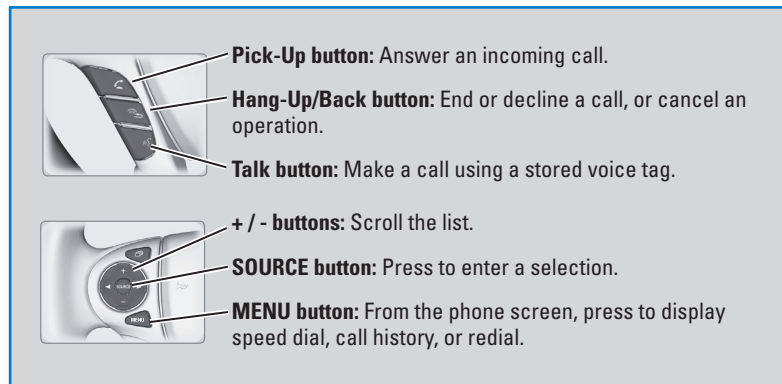 Pick-Up button: Answer an incoming call.
Hang-Up/Back button: End or decline a call, or cancel an
operation.
Talk button: Make a call using a stored voice tag.
+ / - buttons: Scroll the list.
SOURCE button: Press to enter a selection.
MENU button: From the phone screen, press to display
speed dial, call history, or redial.
+
SOURCE
-
MENU